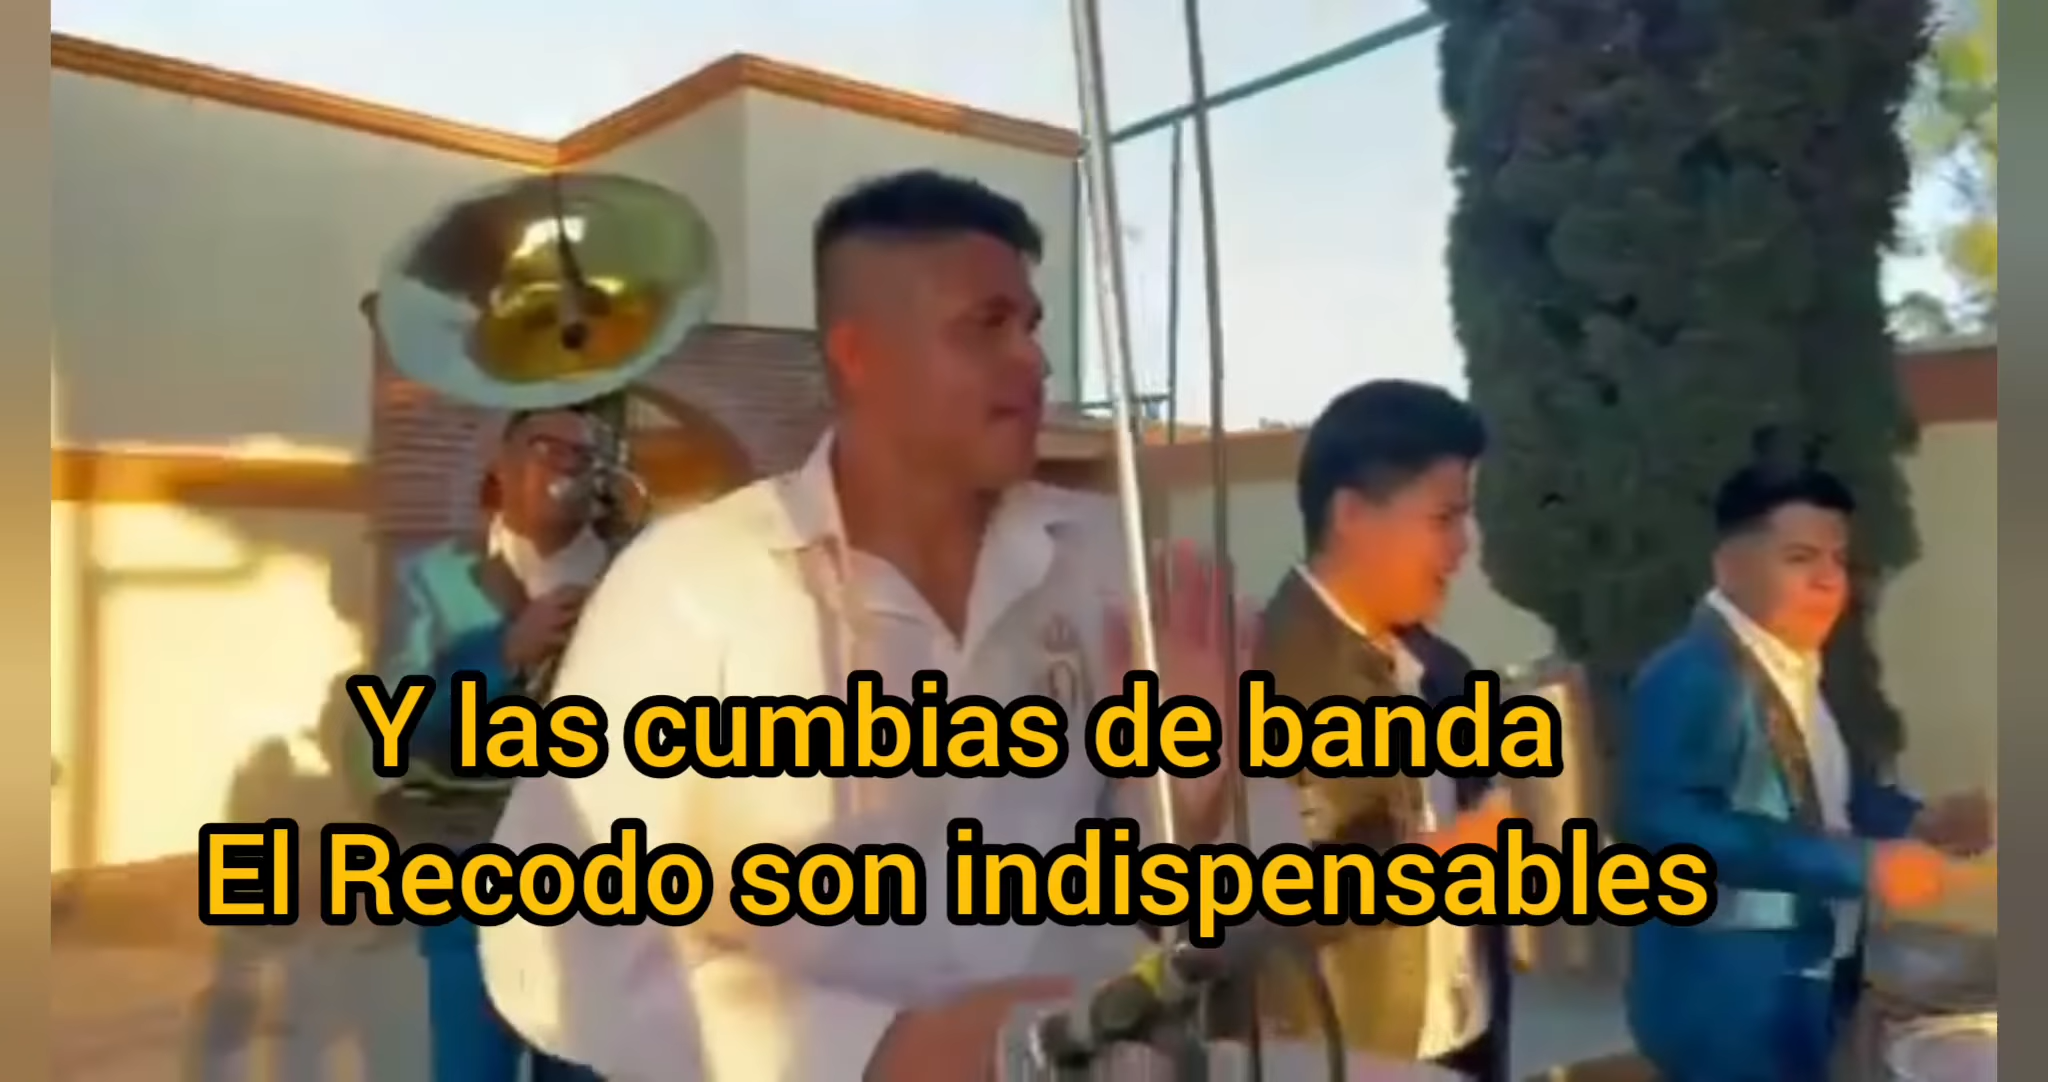 Y las cumbias de banda
El Recodo son indispensables